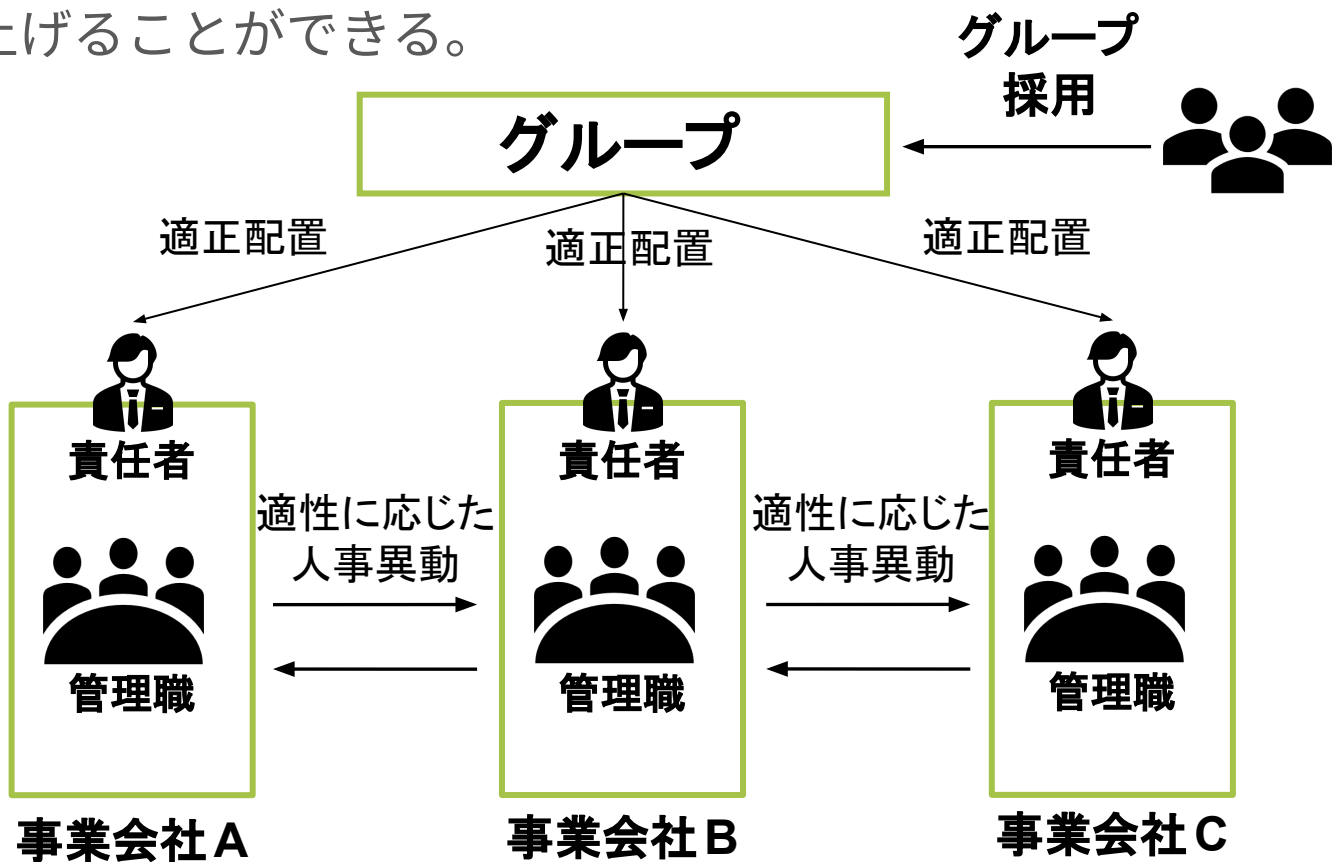 上げることができる。
グループ
採用
グループ
適正配置
適正配置
適正配置
責任者
責任者
責任者
適性に応じた
人事異動
適性に応じた
人事異動
管理職
管理職
管理職
事業会社A
事業会社B
事業会社C